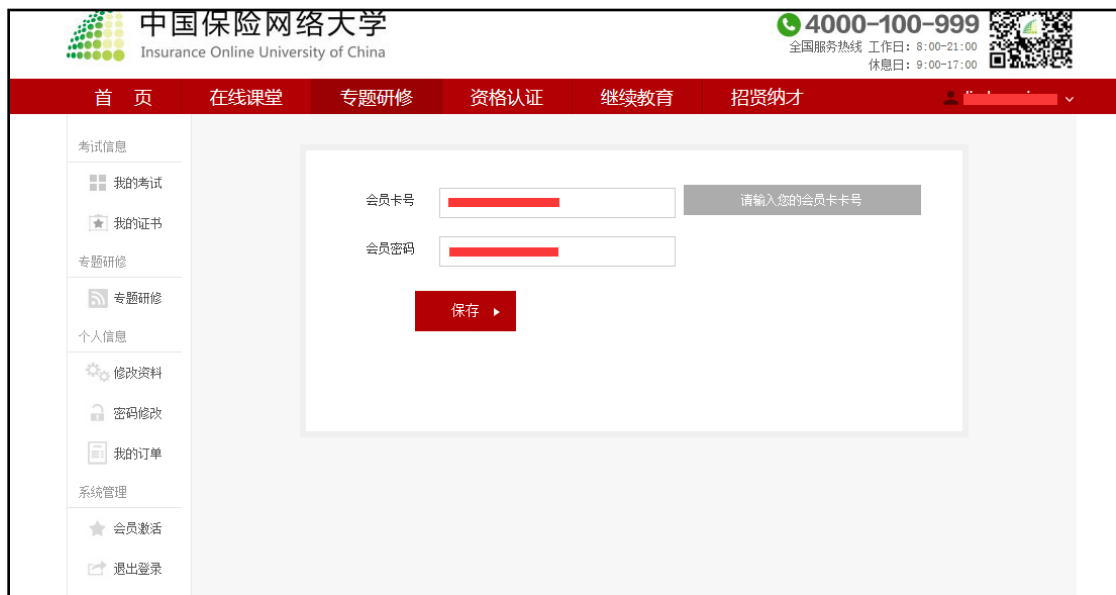 中国保险网络大学
Insurance Online University of China
4000-100-999
全国服务热线 工作日：8:00-21:00
休息日：9:00-17:00
首 页 在线课堂 专题研修 资格认证 继续教育 招贤纳才
考试信息
我的考试
我的证书
专题研修
专题研修
个人信息
修改资料
密码修改
我的订单
系统管理
会员激活
退出登录
会员卡号 请输入您的会员卡卡号
会员密码
保存